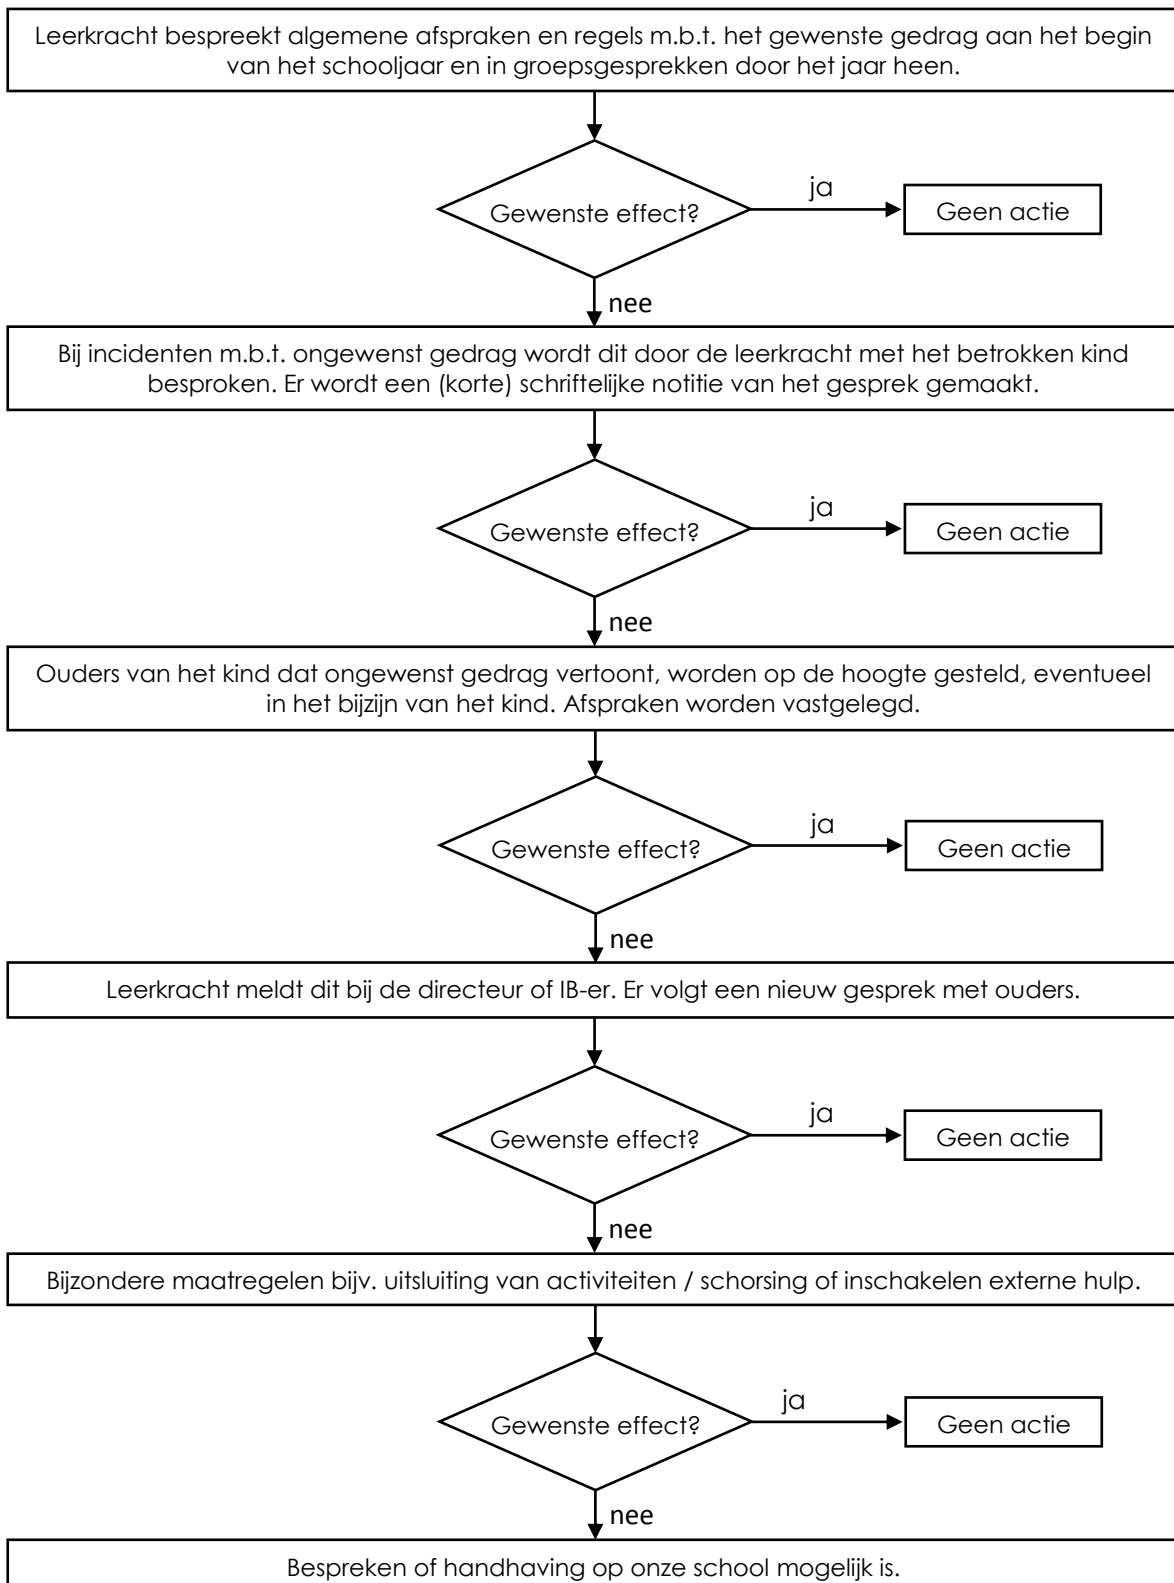 Leerkracht bespreekt algemene afspraken en regels m.b.t. het gewenste gedrag aan het begin
van het schooljaar en in groepsgesprekken door het jaar heen.
Gewenste effect?
ja
Geen actie
nee
Bij incidenten m.b.t. ongewenst gedrag wordt dit door de leerkracht met het betrokken kind
besproken. Er wordt een (korte) schriftelijke notitie van het gesprek gemaakt.
Gewenste effect?
ja
Geen actie
nee
Ouders van het kind dat ongewenst gedrag vertoont, worden op de hoogte gesteld, eventueel
in het bijzijn van het kind. Afspraken worden vastgelegd.
Gewenste effect?
ja
Geen actie
nee
Leerkracht meldt dit bij de directeur of IB-er. Er volgt een nieuw gesprek met ouders.
Gewenste effect?
ja
Geen actie
nee
Bijzondere maatregelen bijv. uitsluiting van activiteiten / schorsing of inschakelen externe hulp.
Gewenste effect?
ja
Geen actie
nee
Bespreken of handhaving op onze school mogelijk is.